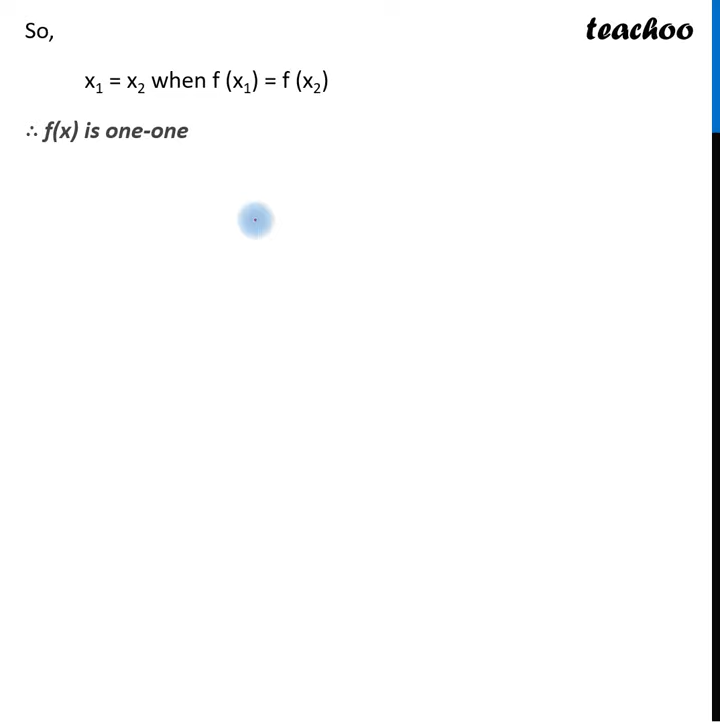 So,
teachoo
x₁ = x₂ when f (x₁) = f (x₂)
∴ f(x) is one-one